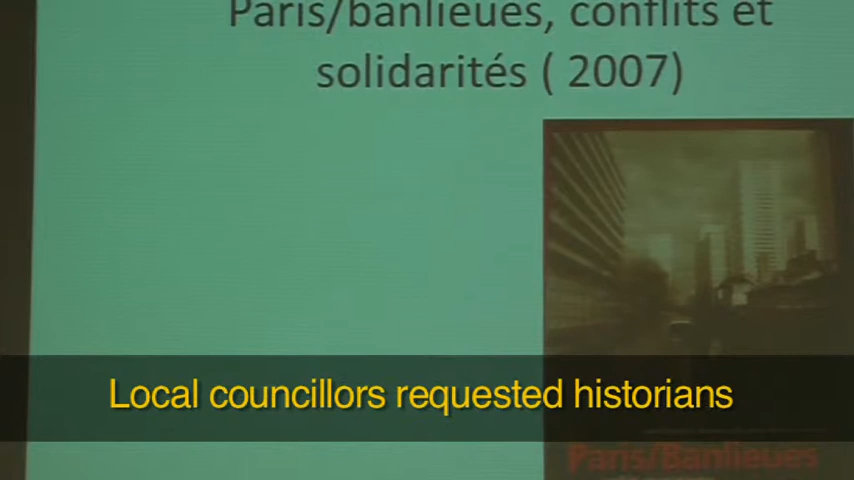 Paris/banlieues, conflits et
solidarités ( 2007)
Local councillors requested historians
Paris/Banlieues